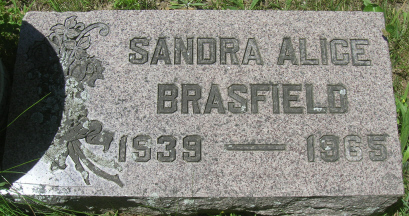 SANDRA ALICE
BRASFIELD
1939 — 1965